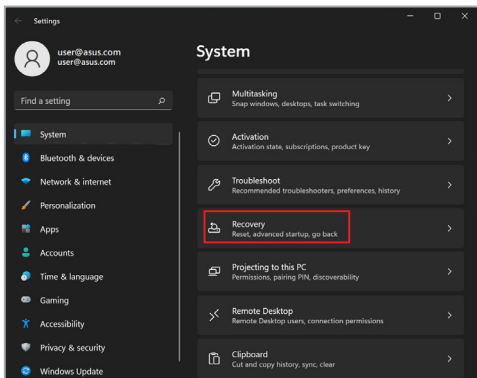 Settings
user@asus.com
user@asus.com
Find a setting
System
Bluetooth & devices
Network & internet
Personalization
Apps
Accounts
Time & language
Gaming
Accessibility
Privacy & security
Windows Update
System
Multitasking
Snap windows, desktops, task switching
Activation
Activation state, subscriptions, product key
Troubleshoot
Recommended troubleshooters, preferences, history
Recovery
Reset, advanced startup, go back
Projecting to this PC
Permissions, pairing PIN, discoverability
Remote Desktop
Remote Desktop users, connection permissions
Clipboard
Cut and copy history, sync, clear